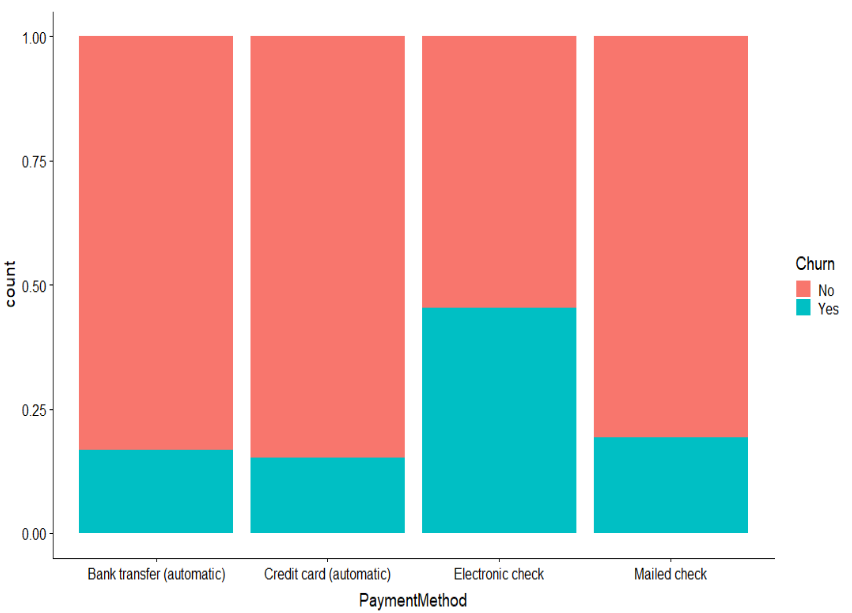 1.00
0.75
0.50
0.25
0.00
count
Bank transfer (automatic) Credit card (automatic) Electronic check Mailed check
PaymentMethod
Churn
No
Yes